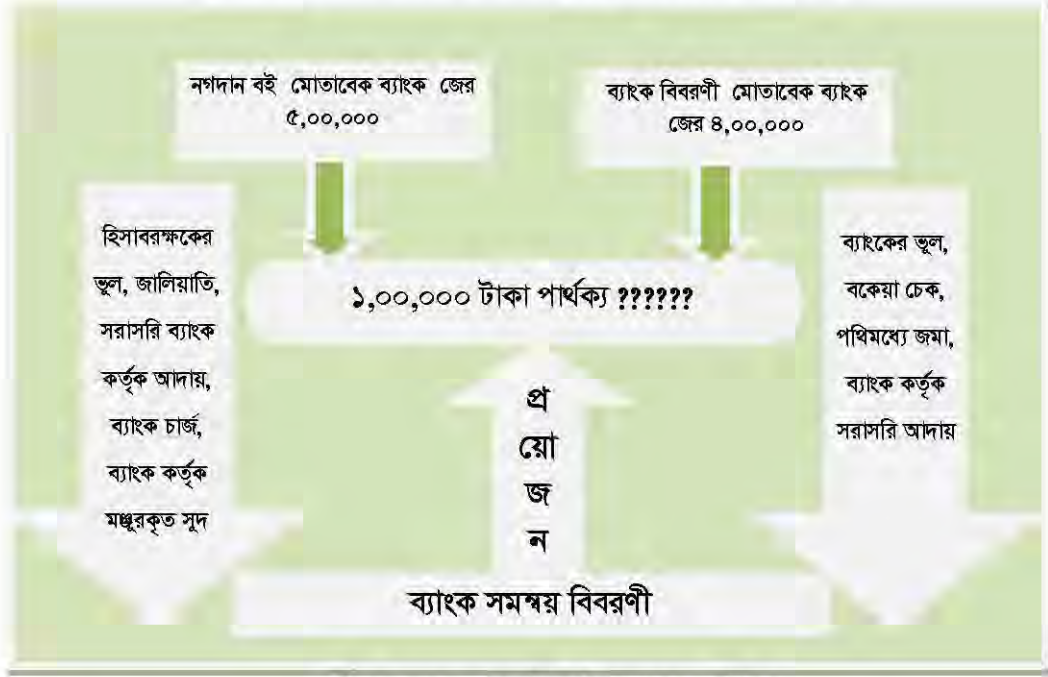 নগদান বই মোতাবেক ব্যাংক জের
৫,০০,০০০
ব্যাংক বিবরণী মোতাবেক ব্যাংক
জের ৪,০০,০০০
হিসাবরক্ষকের
ভূল, জালিয়াতি,
সরাসরি ব্যাংক
কর্তৃক আদায়,
ব্যাংক চার্জ,
ব্যাংক কর্তৃক
মঞ্জুরকৃত সুদ
১,০০,০০০ টাকা পার্থক্য ??????
ব্যাংকের ভূল,
বকেয়া চেক,
পথিমধ্যে জমা,
ব্যাংক কর্তৃক
সরাসরি আদায়
প্র
য়ো
জ
ন
ব্যাংক সমন্বয় বিবরণী